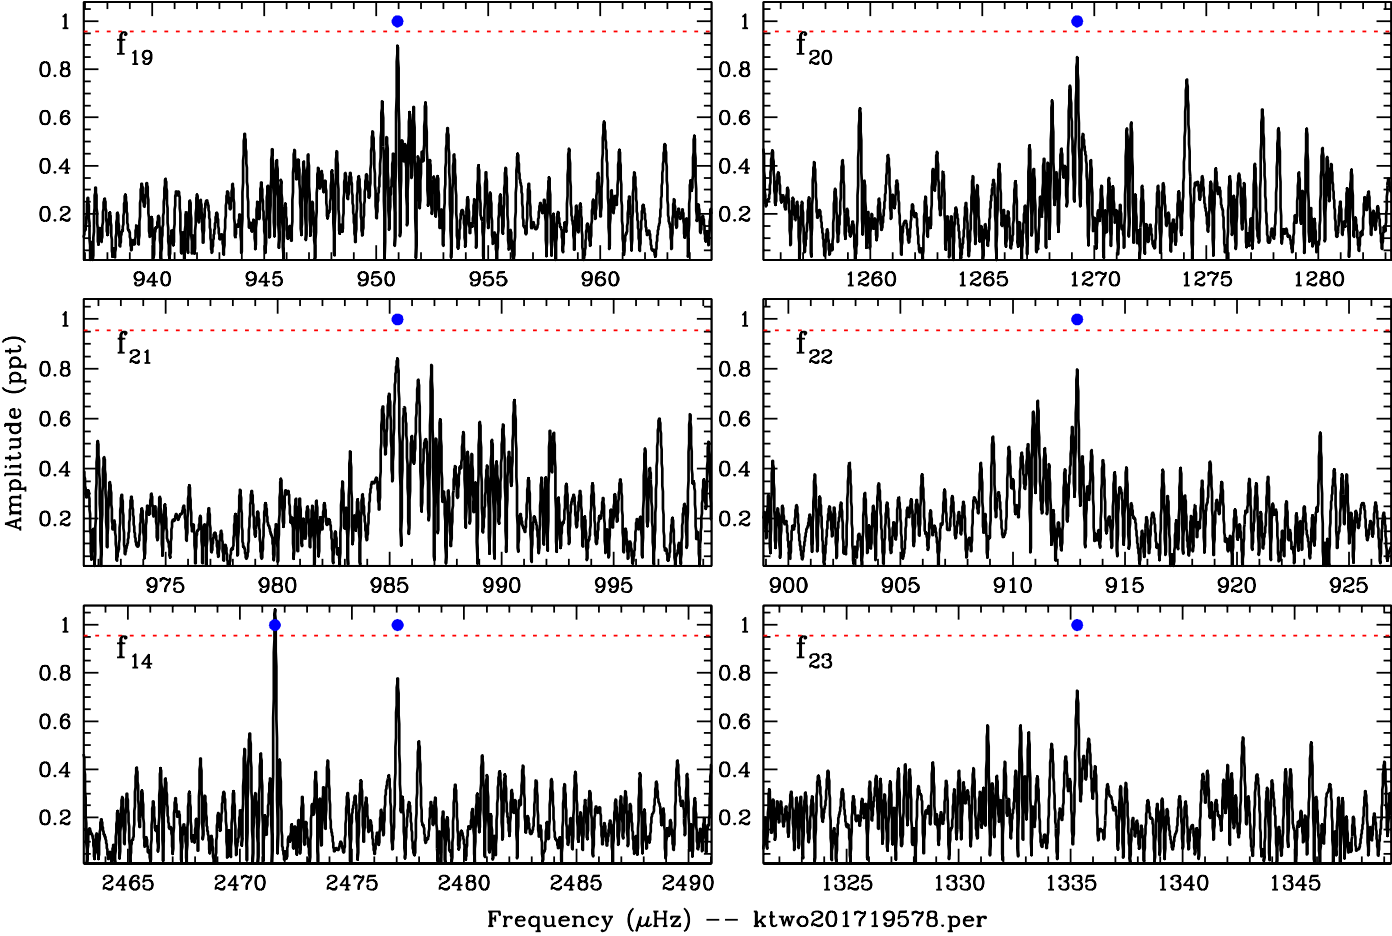 1 0.8 0.6 0.4 0.2
f19
940 945 950 955 960
1 0.8 0.6 0.4 0.2
f20
1260 1265 1270 1275 1280
Amplitude (ppt)
1 0.8 0.6 0.4 0.2
f21
975 980 985 990 995
1 0.8 0.6 0.4 0.2
f22
900 905 910 915 920 925
1 0.8 0.6 0.4 0.2
f14
2465 2470 2475 2480 2485 2490
1 0.8 0.6 0.4 0.2
f23
1325 1330 1335 1340 1345
Frequency (μHz) -- ktwo201719578.per